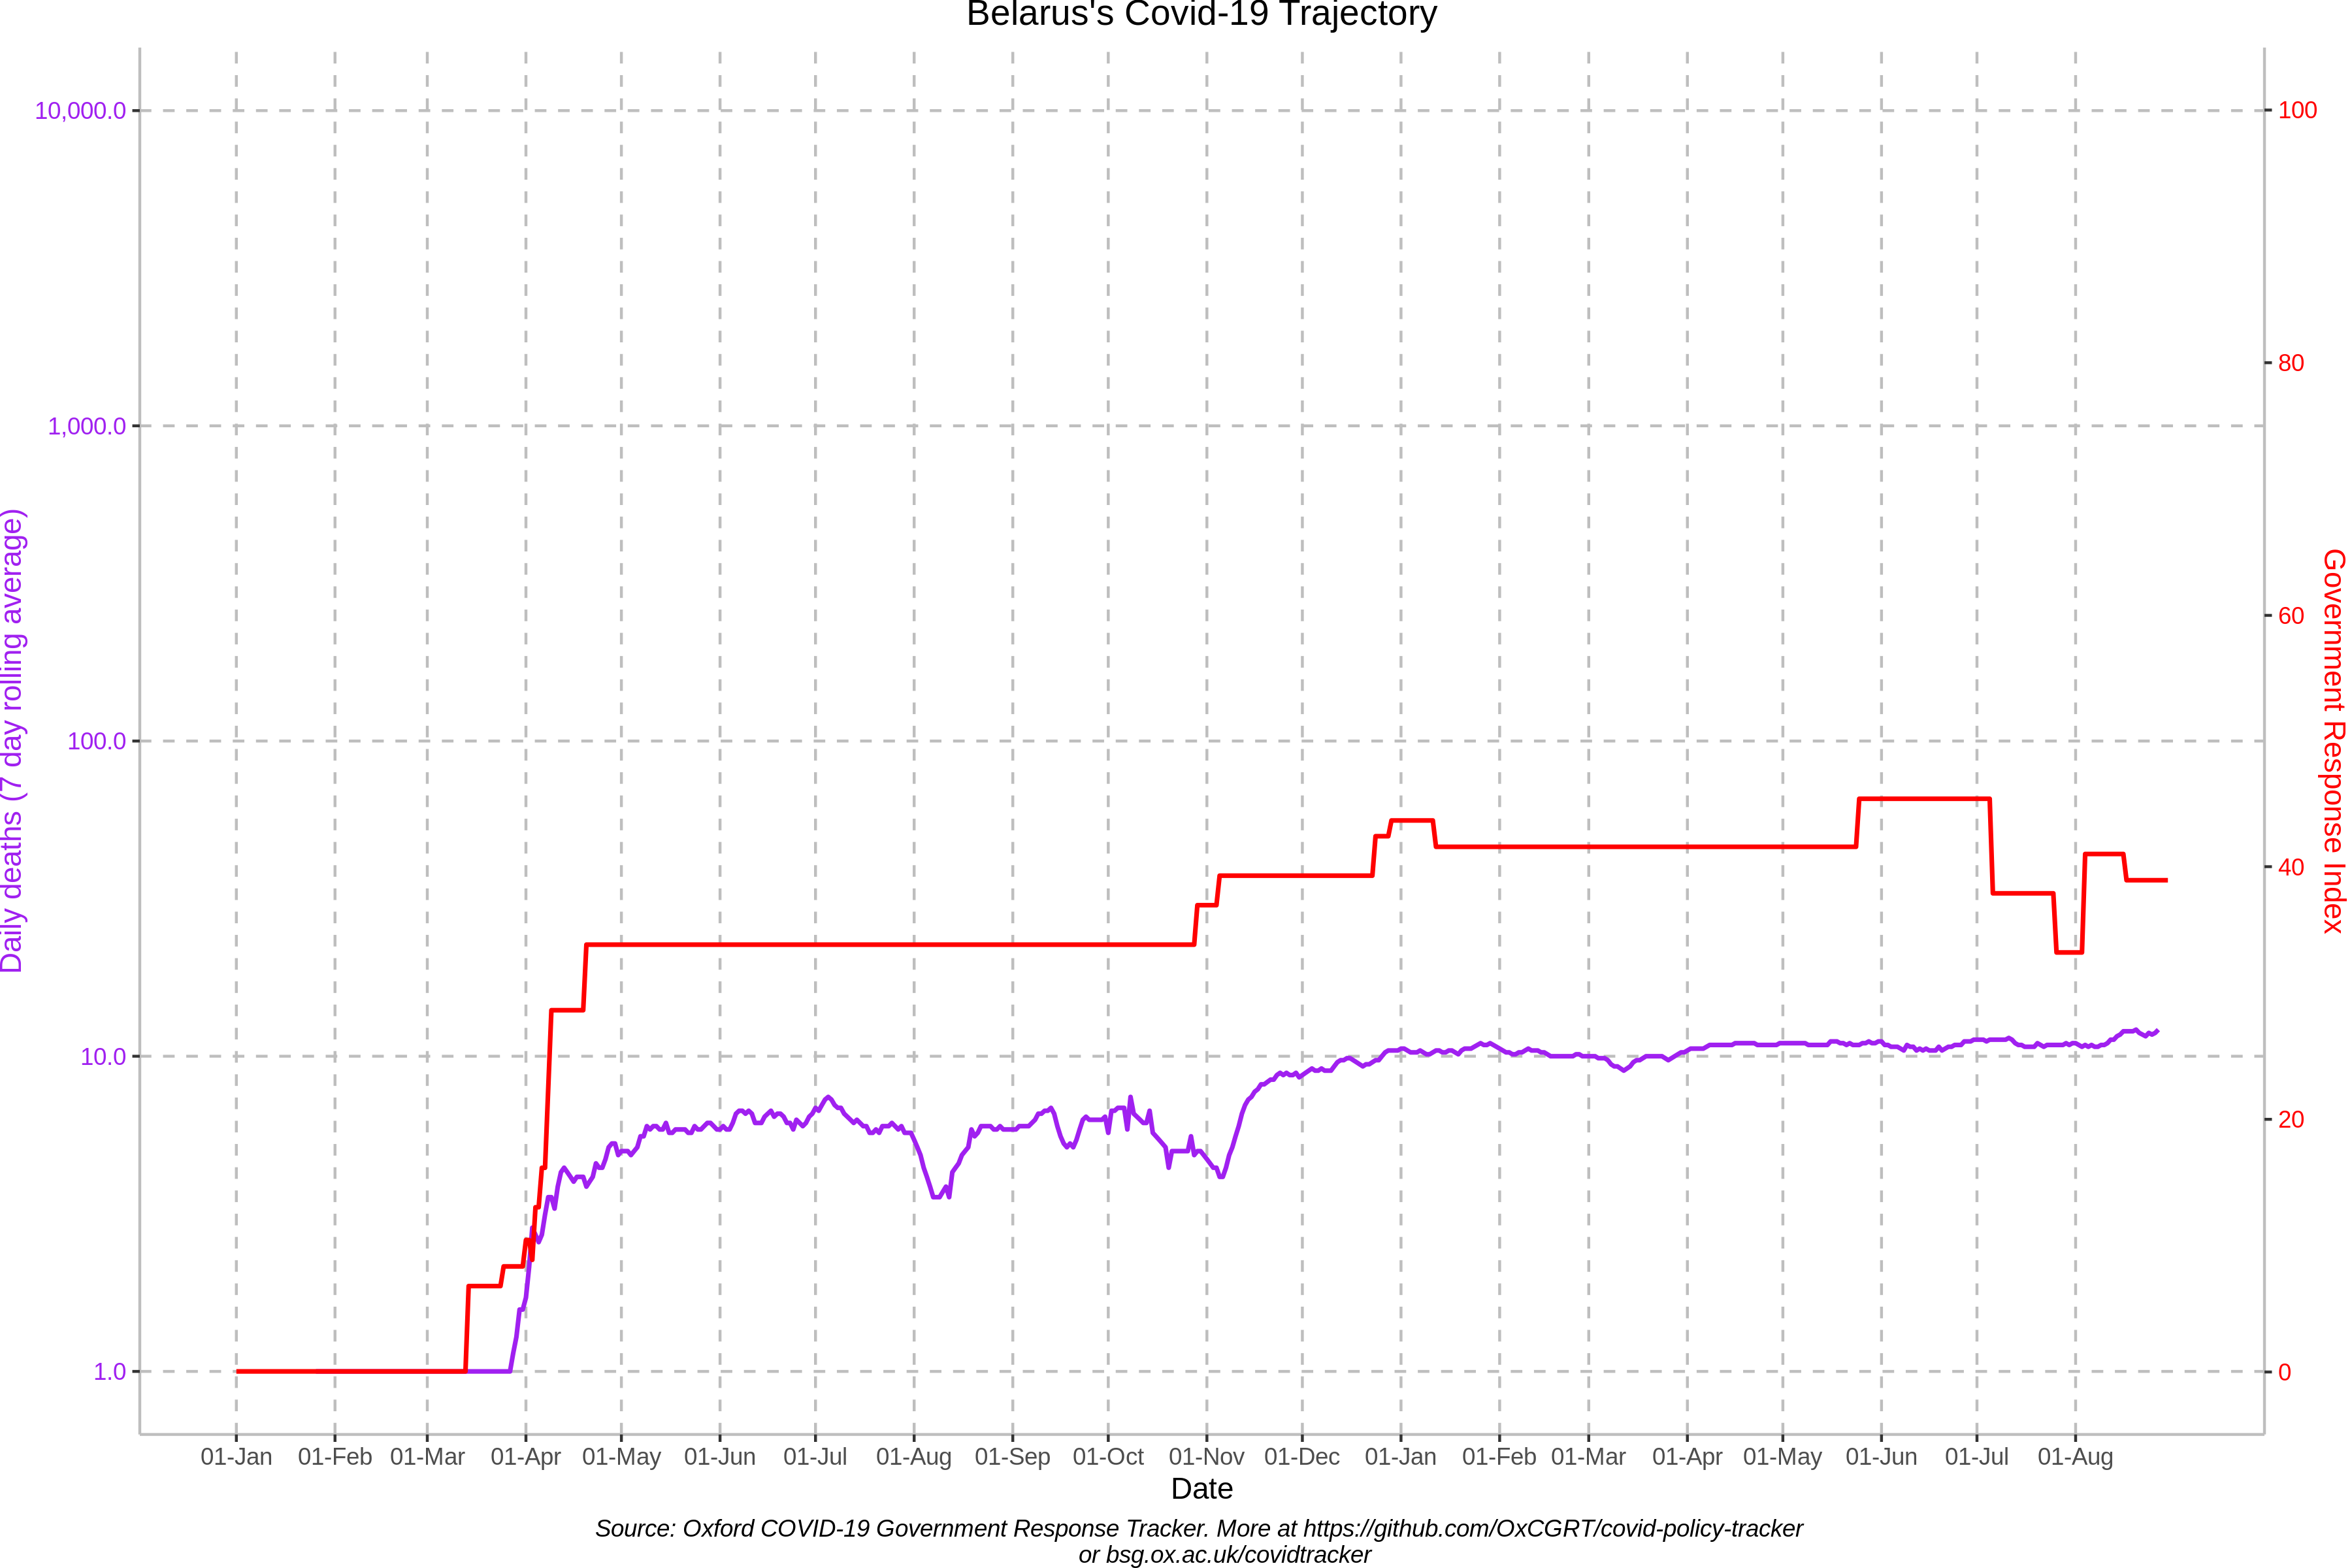 Belarus's Covid-19 Trajectory
10,000.0
1,000.0
100.0
10.0
1.0
Daily deaths (7 day rolling average)
100
80
60
40
20
0
Government Response Index
01-Jan 01-Feb 01-Mar 01-Apr 01-May 01-Jun 01-Jul 01-Aug 01-Sep 01-Oct 01-Nov 01-Dec 01-Jan 01-Feb 01-Mar 01-Apr 01-May 01-Jun 01-Jul 01-Aug
Date
Source: Oxford COVID-19 Government Response Tracker. More at https://github.com/OxCGRT/covid-policy-tracker
or bsg.ox.ac.uk/covidtracker